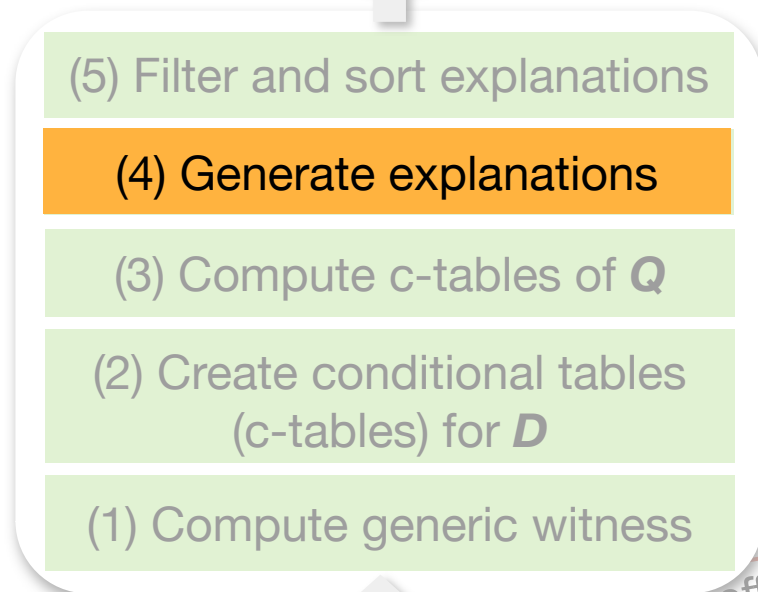 (5) Filter and sort explanations
(4) Generate explanations
(3) Compute c-tables of Q
(2) Create conditional tables
(c-tables) for D
(1) Compute generic witness